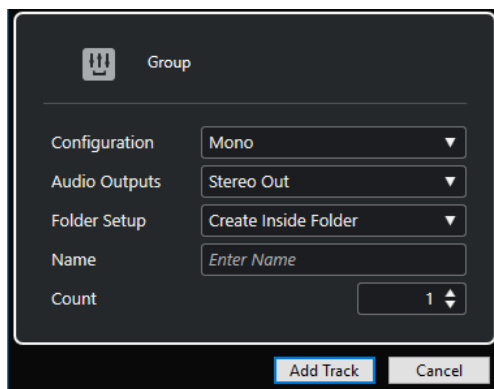 Group
Configuration Mono
Audio Outputs Stereo Out
Folder Setup Create Inside Folder
Name Enter Name
Count 1
Add Track Cancel